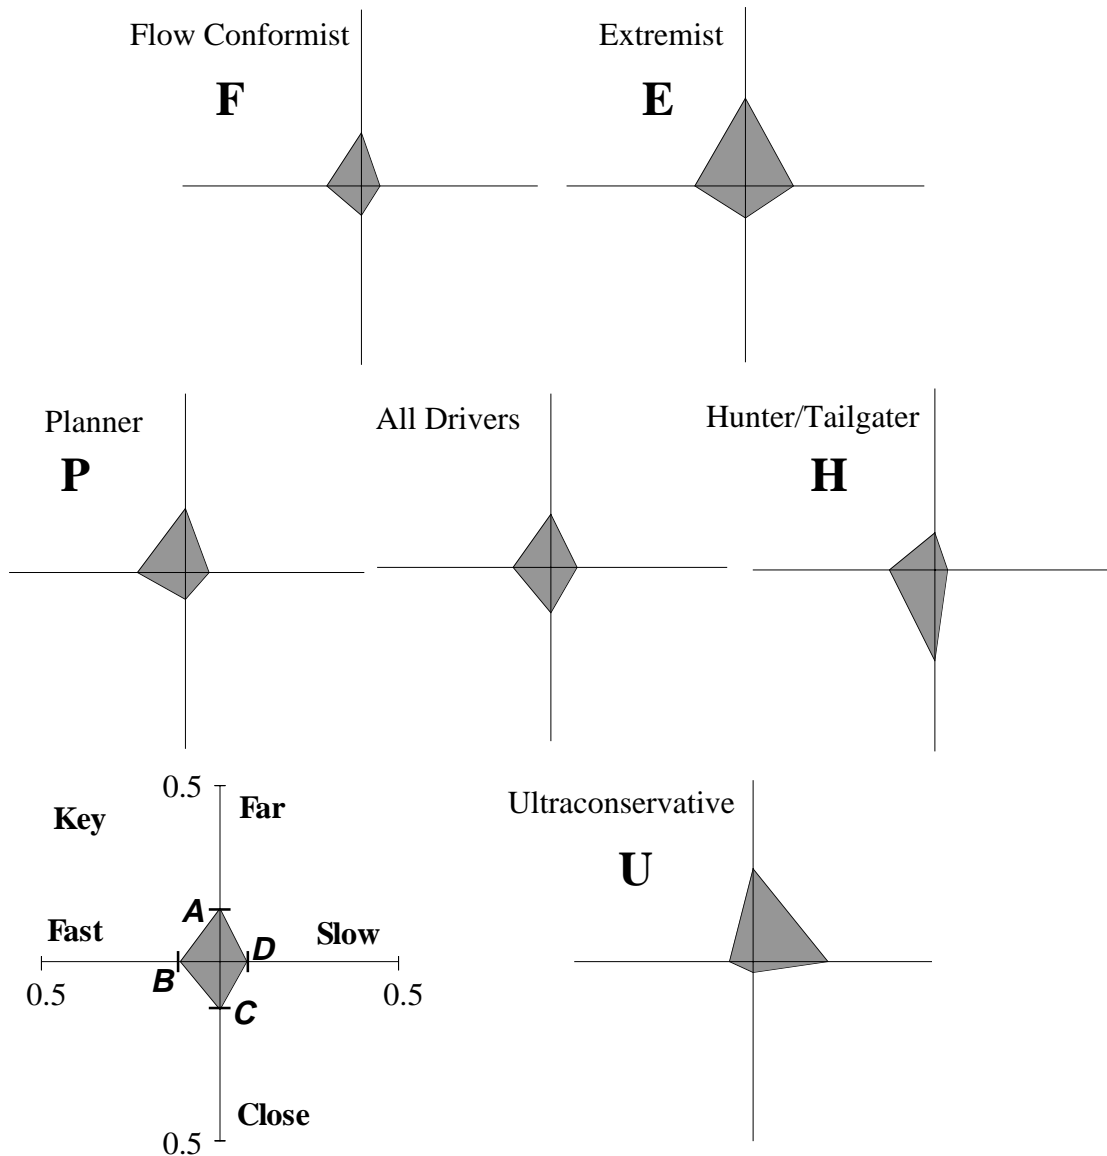 Flow Conformist
F
Extremist
E
Planner
P
All Drivers
Hunter/Tailgater
H
Key
0.5
Far
A
Fast
B
D
Slow
0.5
0.5
C
Close
0.5
Ultraconservative
U